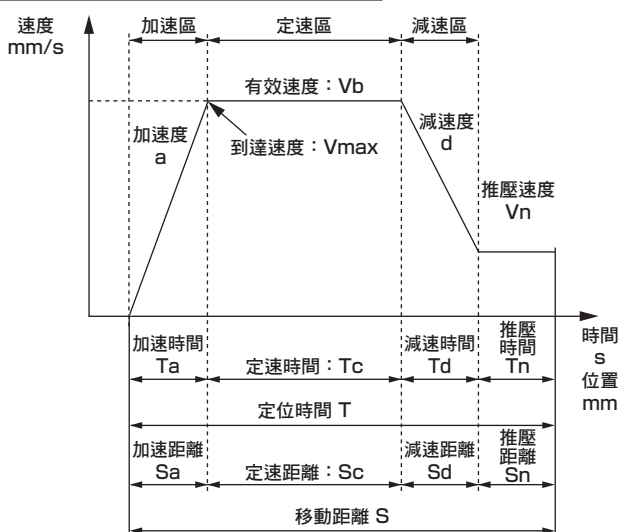 速度
mm/s
加速區
定速區
減速區
有效速度：Vb
到達速度：Vmax
加速度
a
減速度
d
推壓速度
Vn
加速時間
Ta
定速時間：Tc
減速時間
Td
推壓
時間
Tn
時間
s
位置
mm
定位時間 T
加速距離
Sa
定速距離：Sc
減速距離
Sd
推壓
距離
Sn
移動距離 S